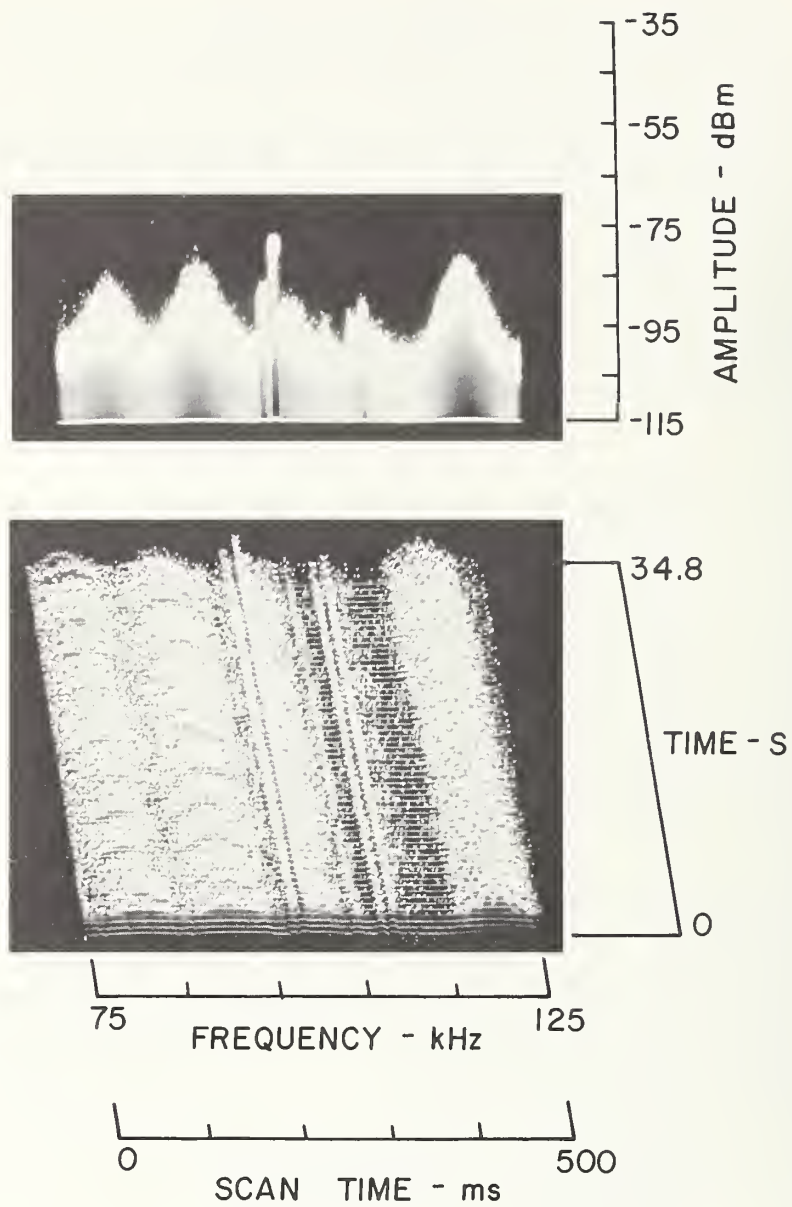 -35
-55
-75
-95
-115
AMPLITUDE - dBm
34.8
TIME - S
0
75
125
FREQUENCY - kHz
0
500
SCAN TIME - ms